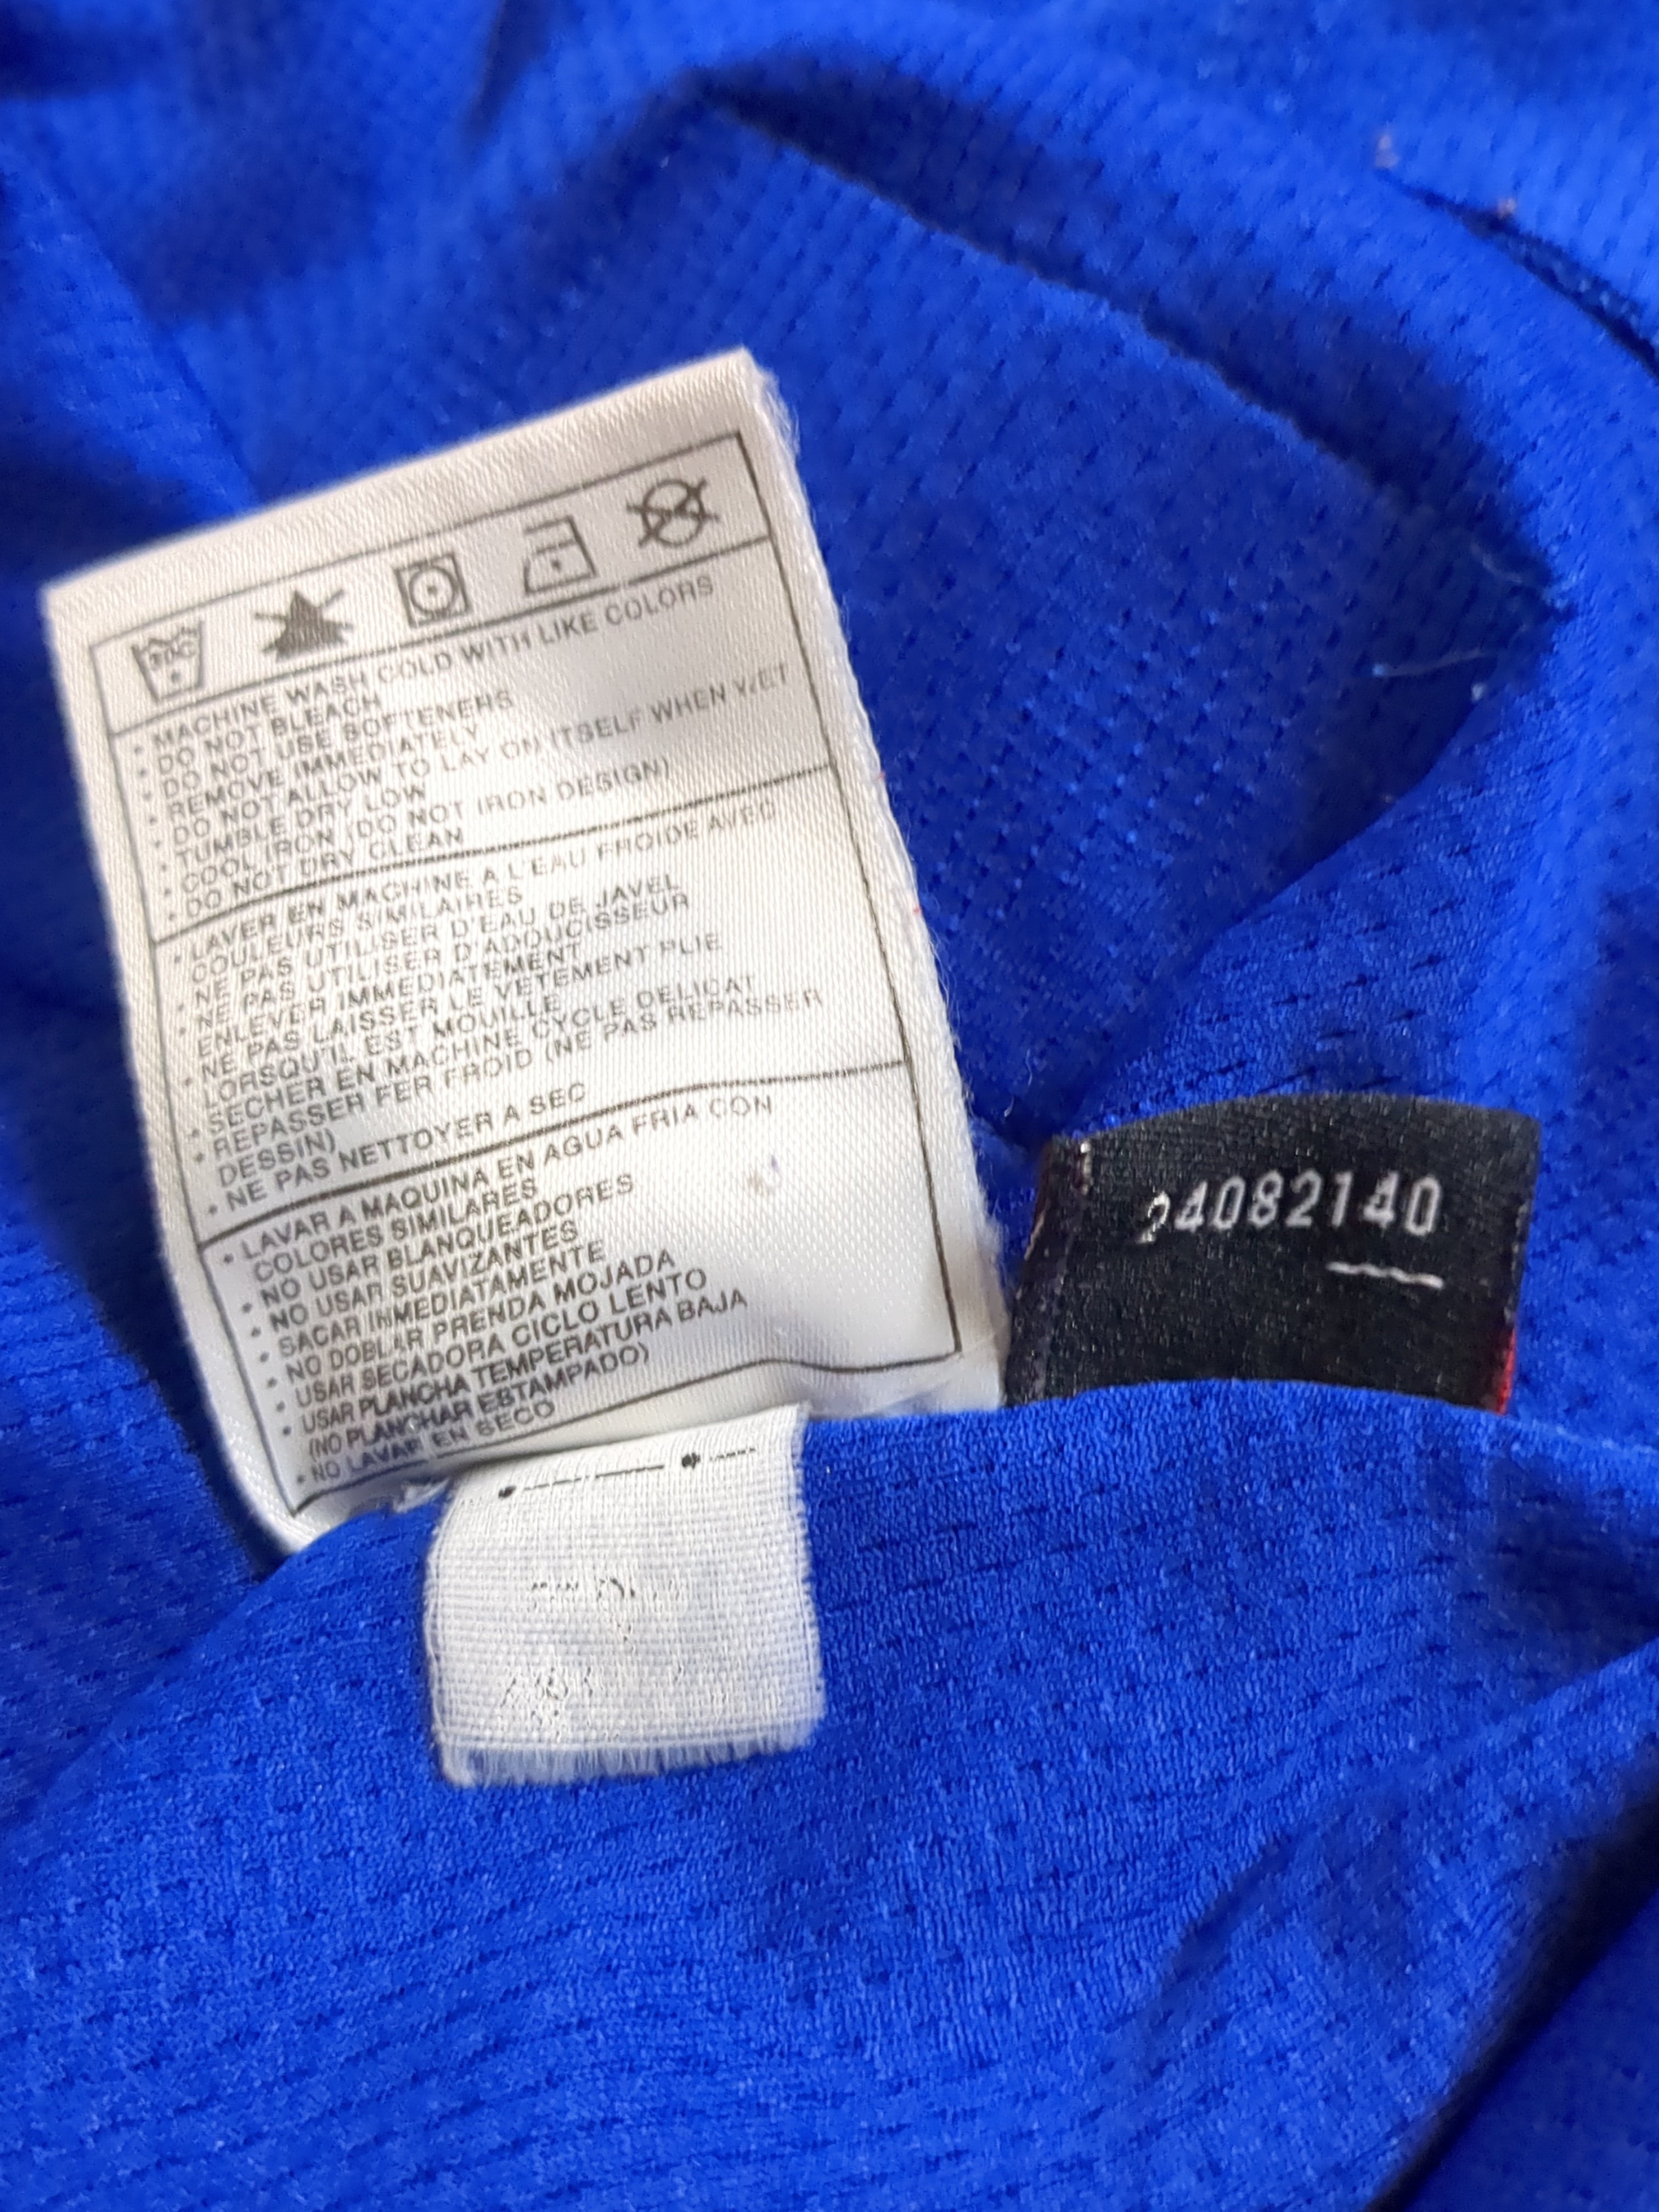 30C
• MACHINE WASH COLD WITH LIKE COLORS
• DO NOT BLEACH
• DO NOT USE SOFTENERS
• REMOVE IMMEDIATELY
• DO NOT ALLOW TO LAY ON ITSELF WHEN WET
• TUMBLE DRY LOW
• COOL IRON (DO NOT IRON DESIGN)
• DO NOT DRY CLEAN
• LAVER EN MACHINE A L'EAU FROIDE AVEC
COULEURS SIMILAIRES
• NE PAS UTILISER D'EAU DE JAVEL
• NE PAS UTILISER D'ADOUCISSEUR
ENLEVER IMMEDIATEMENT
• NE PAS LAISSER LE VETEMENT PLIE
LORSQU'IL EST MOUILLE
• SECHER EN MACHINE CYCLE DELICAT
• REPASSER FER FROID (NE PAS REPASSER
DESSIN)
• NE PAS NETTOYER A SEC
• LAVAR A MAQUINA EN AGUA FRIA CON
COLORES SIMILARES
• NO USAR BLANQUEADORES
• NO USAR SUAVIZANTES
• SACAR INMEDIATAMENTE
• NO DOBLAR PRENDA MOJADA
• USAR SECADORA CICLO LENTO
• USAR PLANCHA TEMPERATURA BAJA
(NO PLANCHAR ESTAMPADO)
• NO LAVAR EN SECO
24082140